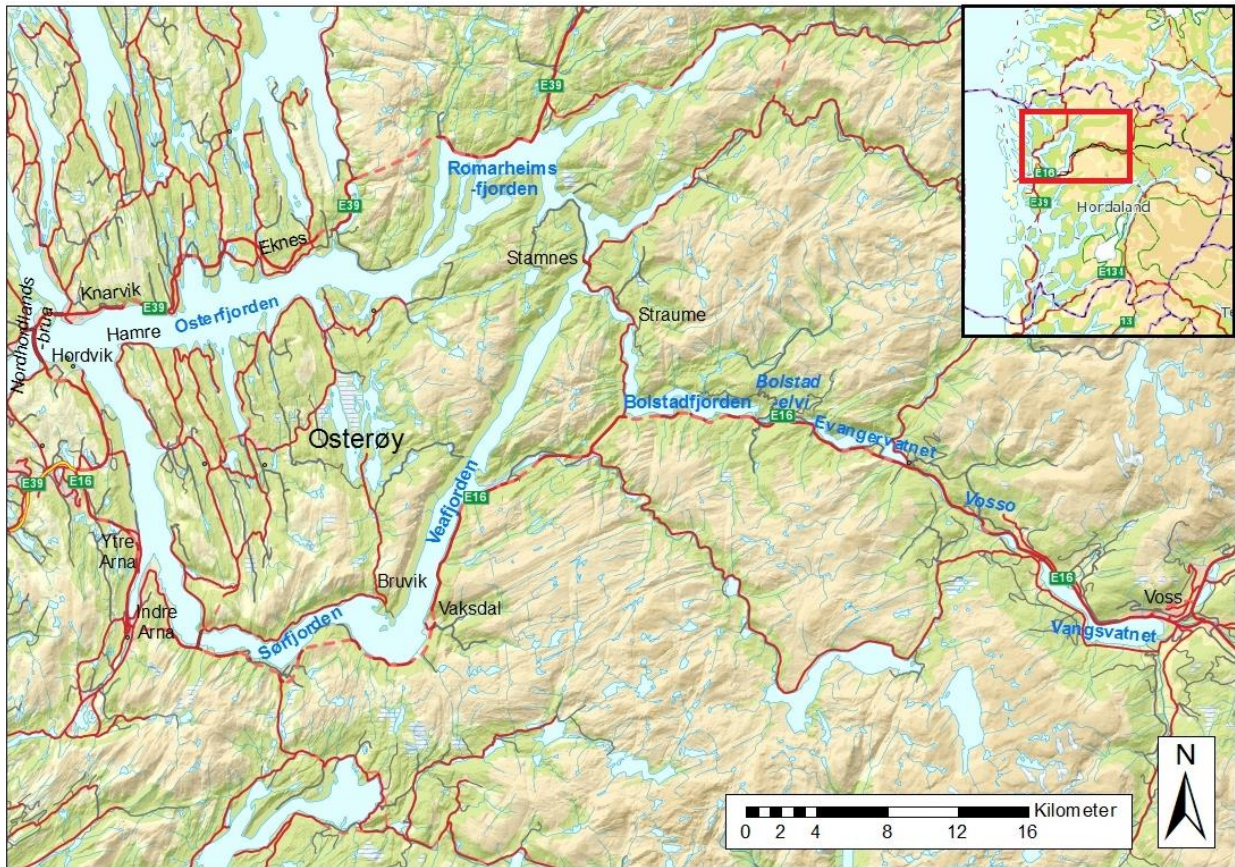 E39
E39
Romarheims
-fjorden
E16
E39
Hordaland
E134
13
Eknes
Stamnes
Knarvik
E39
Osterfjorden
Nordhordlands
-brua
Hamre
Hordvik
Straume
Bolstadfjorden
Bolstad
-elvi
E16
Evangervatnet
Osterøy
E39
E16
Veafjorden
E16
Vosso
Ytre
Arna
Bruvik
Vaksdal
E16
Voss
Indre
Arna
Sørfjorden
Vangsvatnet
N
Kilometer
0 2 4 8 12 16